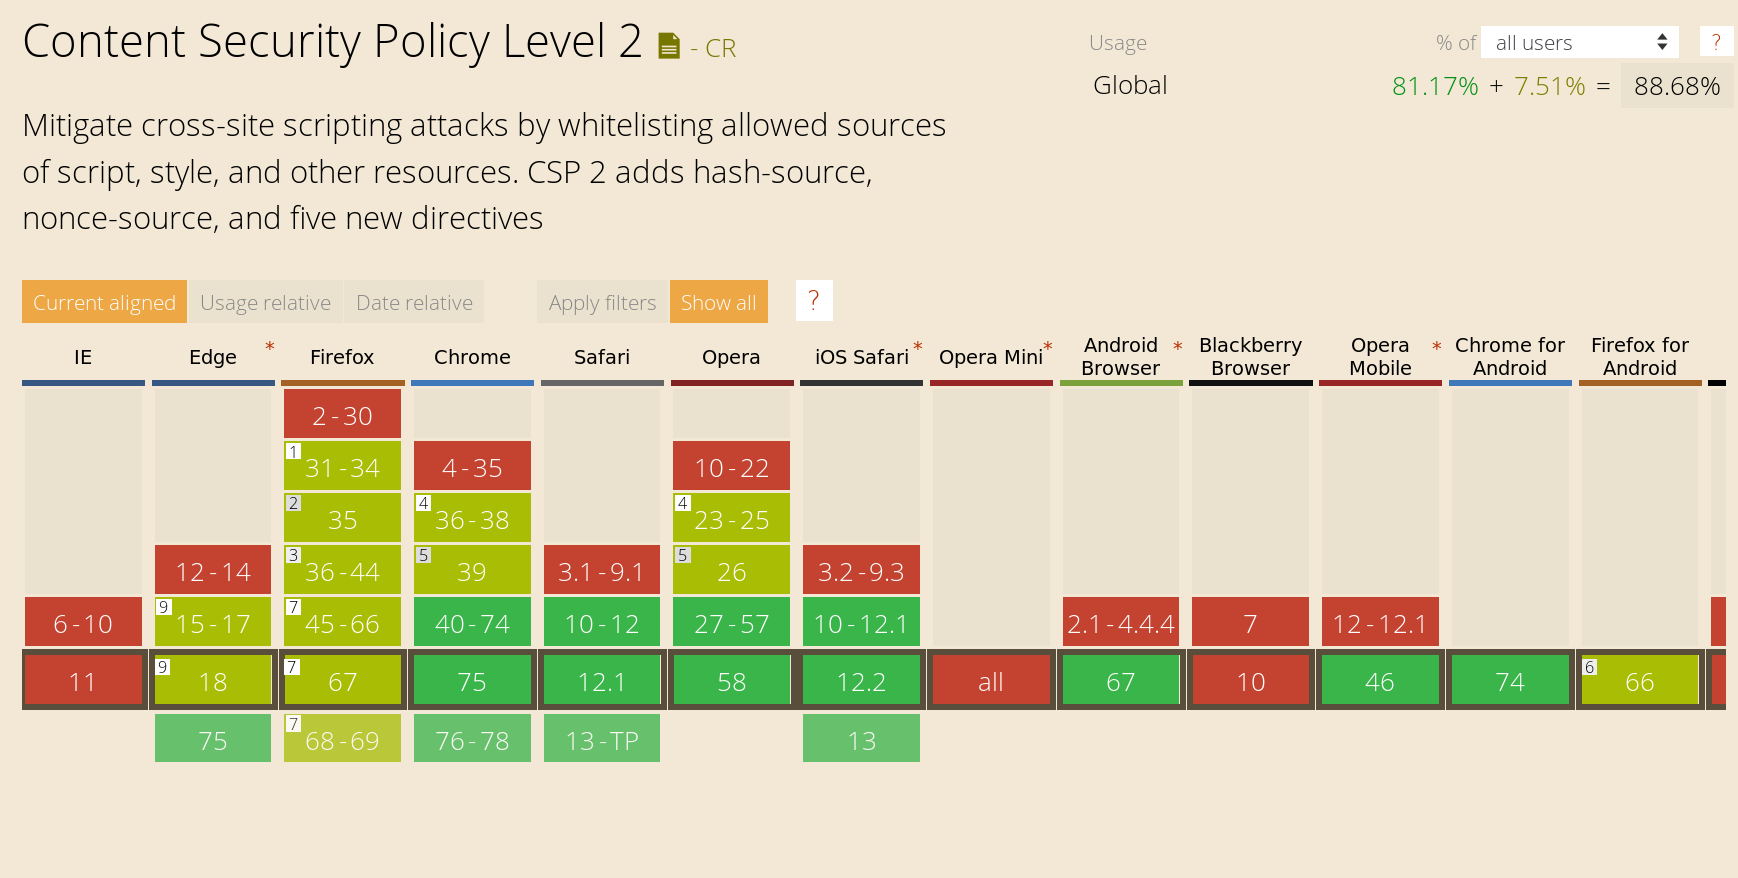 Content Security Policy Level 2 - CR
Usage % of all users ?
Global 81.17% + 7.51% = 88.68%
Mitigate cross-site scripting attacks by whitelisting allowed sources
of script, style, and other resources. CSP 2 adds hash-source,
nonce-source, and five new directives
Current aligned Usage relative Date relative Apply filters Show all ?
IE Edge * Firefox Chrome Safari Opera iOS Safari * Opera Mini * Android Browser * Blackberry Browser Opera Mobile * Chrome for Android Firefox for Android
2-30
1 31-34 4-35 10-22
2 35 4 36-38 4 23-25
12-14 3 36-44 5 39 3.1-9.1 5 26 3.2-9.3
6-10 9 15-17 7 45-66 40-74 10-12 27-57 10-12.1 2.1-4.4.4 7 12-12.1
11 9 18 7 67 75 12.1 58 12.2 all 67 10 46 74 6 66
75 7 68-69 76-78 13-TP 13